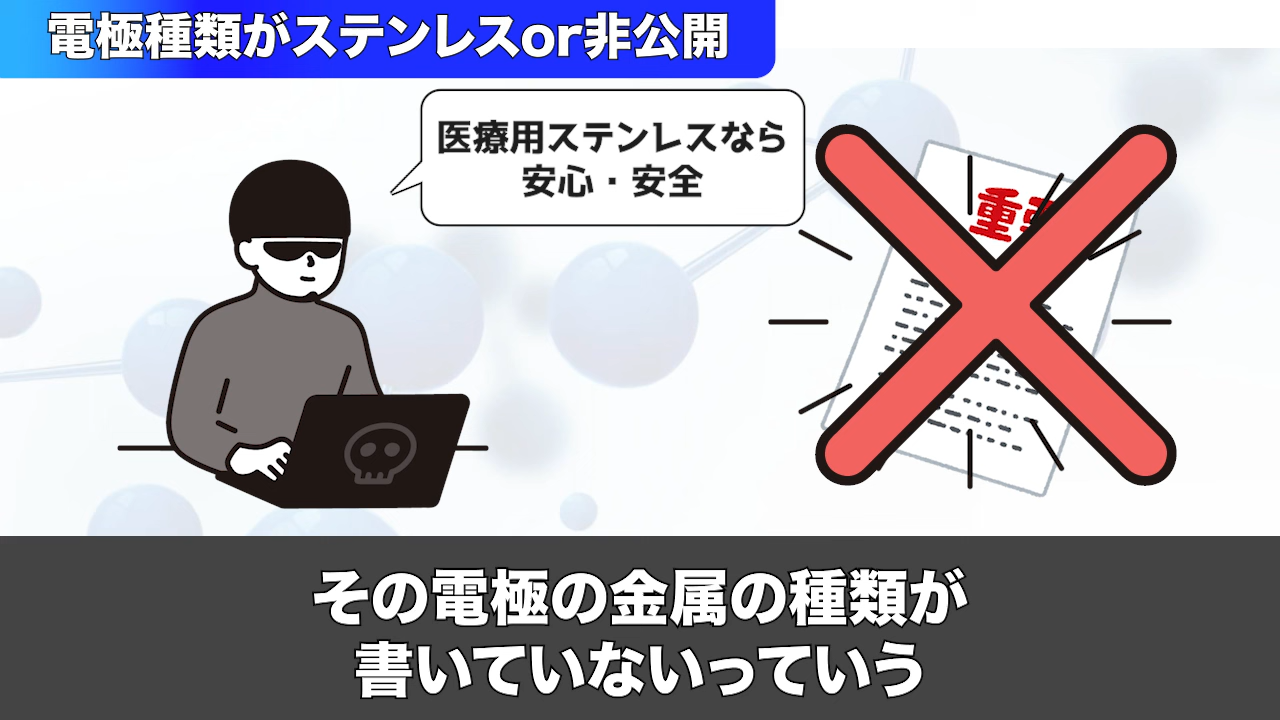 電極種類がステンレスor非公開
医療用ステンレスなら
安心・安全
重
その電極の金属の種類が
書いていないっていう